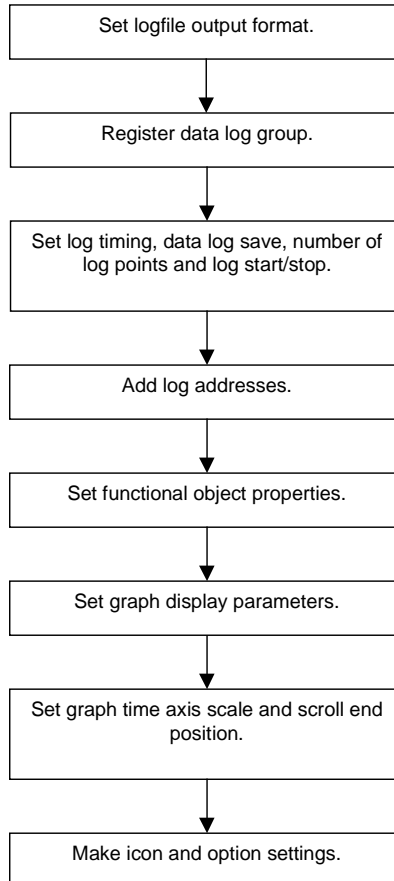 Set logfile output format.
Register data log group.
Set log timing, data log save, number of
log points and log start/stop.
Add log addresses.
Set functional object properties.
Set graph display parameters.
Set graph time axis scale and scroll end
position.
Make icon and option settings.